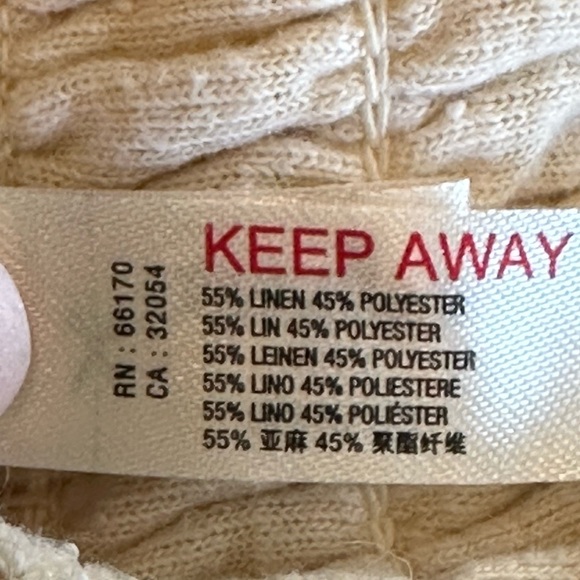 RN : 66170
CA : 32054
KEEP AWAY
55% LINEN 45% POLYESTER
55% LIN 45% POLYESTER
55% LEINEN 45% POLYESTER
55% LINO 45% POLIESTERE
55% LINO 45% POLIÉSTER
55% 亚麻 45% 聚酯纤维